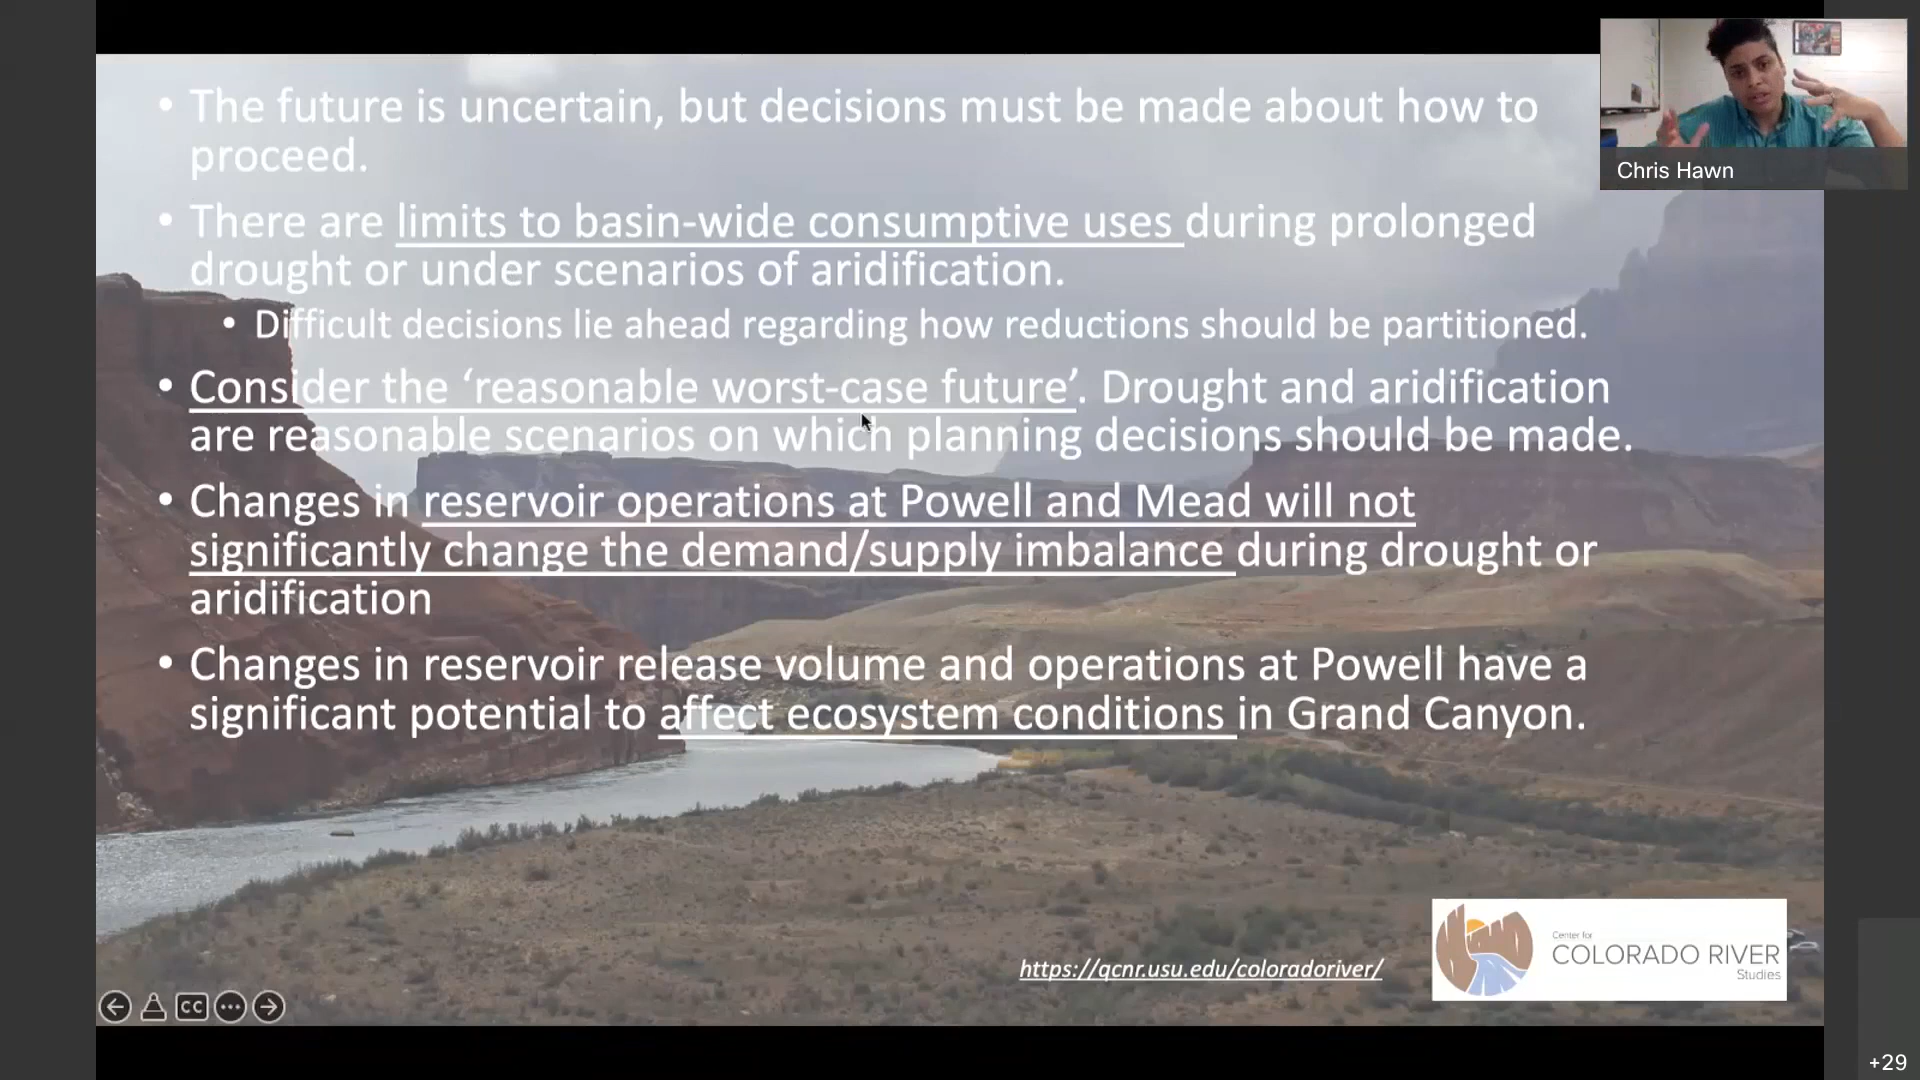 • The future is uncertain, but decisions must be made about how to
proceed.
• There are limits to basin-wide consumptive uses during prolonged
drought or under scenarios of aridification.
• Difficult decisions lie ahead regarding how reductions should be partitioned.
• Consider the ‘reasonable worst-case future’. Drought and aridification
are reasonable scenarios on which planning decisions should be made.
• Changes in reservoir operations at Powell and Mead will not
significantly change the demand/supply imbalance during drought or
aridification
• Changes in reservoir release volume and operations at Powell have a
significant potential to affect ecosystem conditions in Grand Canyon.
Chris Hawn
https://qcnr.usu.edu/coloradoriver/
Center for
COLORADO RIVER
Studies
CC
+29